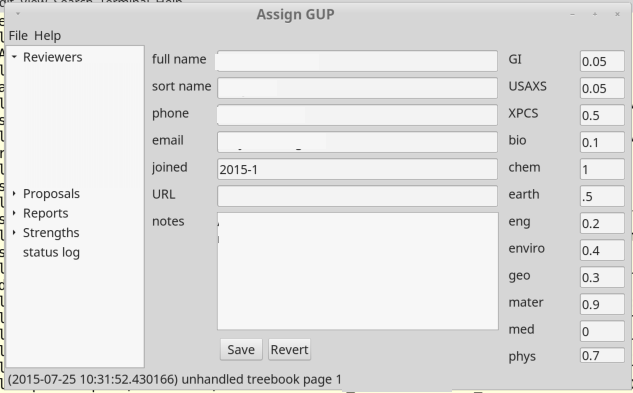 Assign GUP
File Help
Reviewers
Proposals
Reports
Strengths
status log
full name
sort name
phone
email
joined 2015-1
URL
notes
Save Revert
GI 0.05
USAXS 0.05
XPCS 0.5
bio 0.1
chem 1
earth .5
eng 0.2
enviro 0.4
geo 0.3
mater 0.9
med 0
phys 0.7
(2015-07-25 10:31:52.430166) unhandled treebook page 1